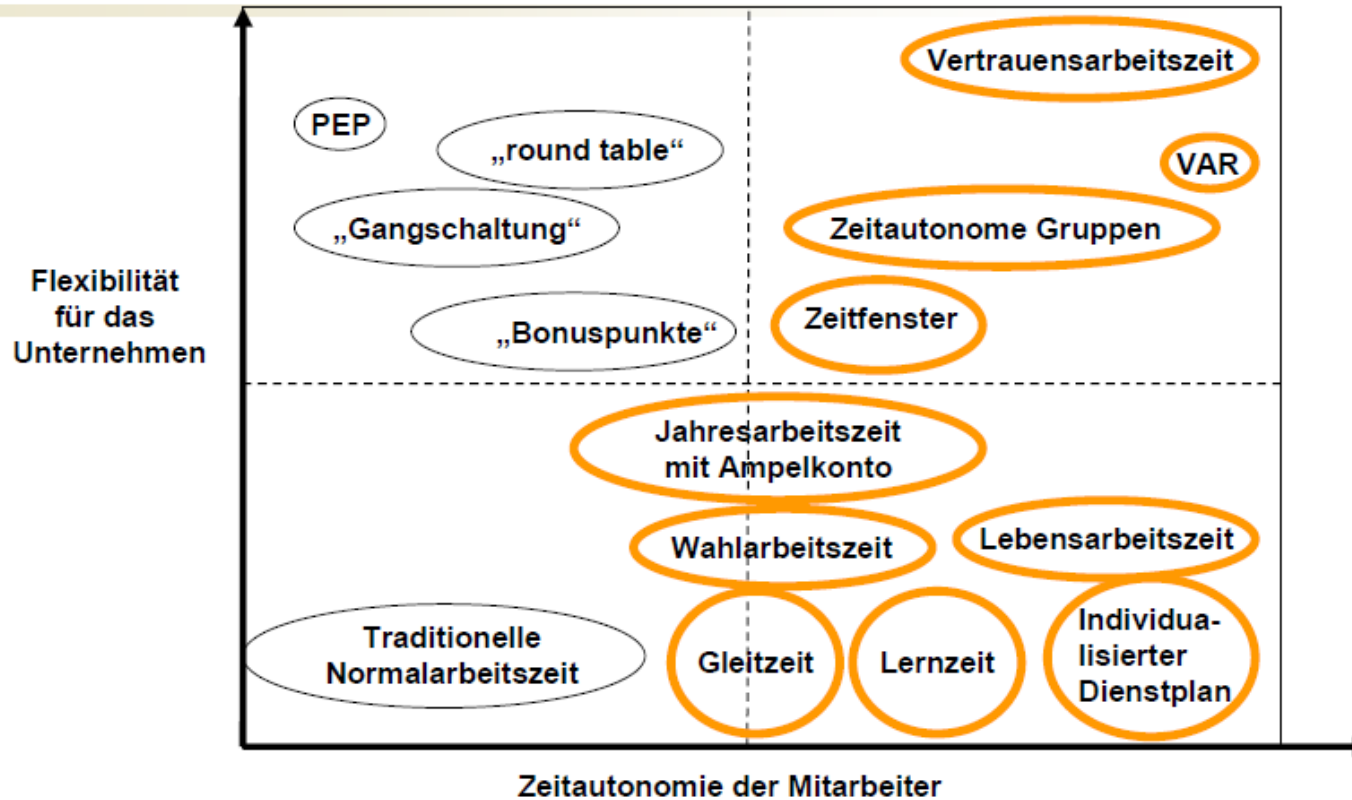 Vertrauensarbeitszeit
PEP
„round table“
VAR
„Gangschaltung“
Zeitautonome Gruppen
Flexibilität
für das
Unternehmen
„Bonuspunkte“
Zeitfenster
Jahresarbeitszeit
mit Ampelkonto
Wahlarbeitszeit
Lebensarbeitszeit
Traditionelle
Normalarbeitszeit
Gleitzeit
Lernzeit
Individua-
lisierter
Dienstplan
Zeitautonomie der Mitarbeiter